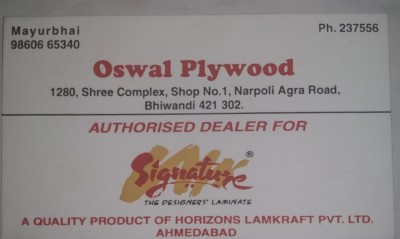 Mayurbhai Ph. 237556
98606 65340
Oswal Plywood
1280, Shree Complex, Shop No.1, Narpoli Agra Road,
Bhiwandi 421 302.
AUTHORISED DEALER FOR
Signature ®
THE DESIGNERS' LAMINATE
A QUALITY PRODUCT OF HORIZONS LAMKRAFT PVT. LTD.
AHMEDABAD